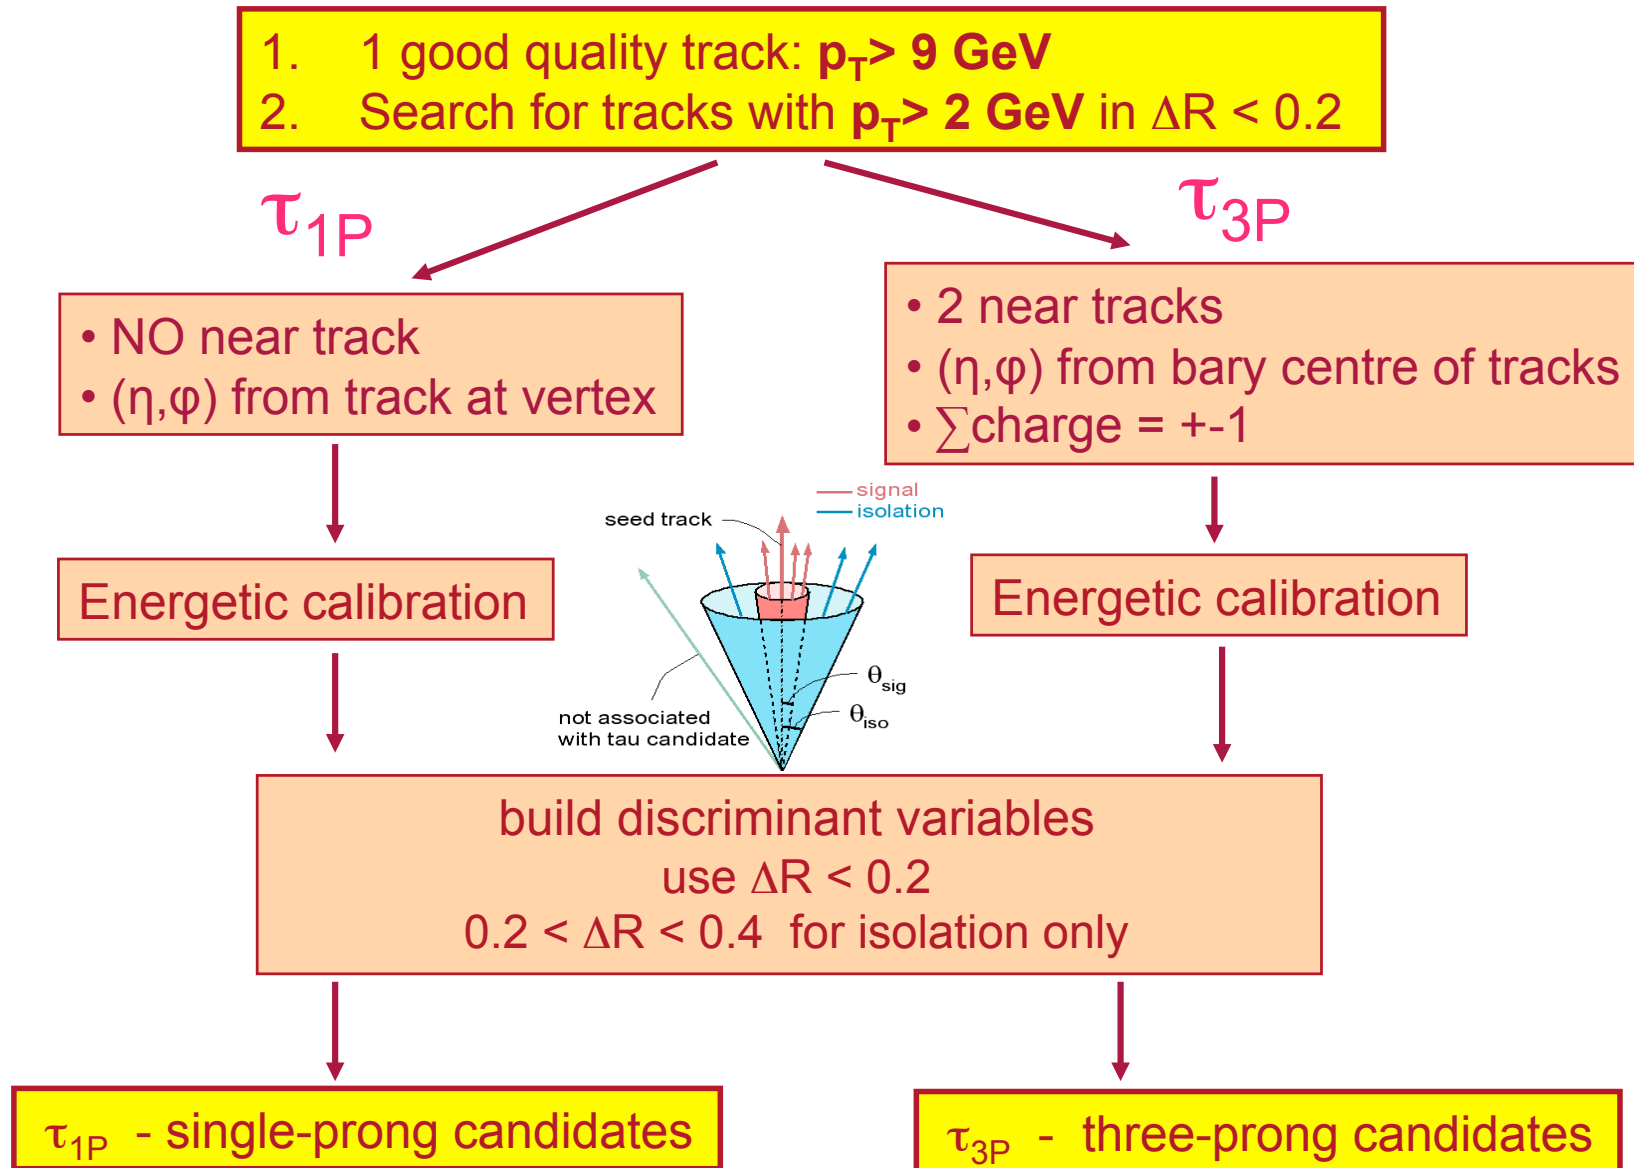 1. 1 good quality track: pT> 9 GeV
2. Search for tracks with pT> 2 GeV in ΔR < 0.2
τ1P
τ3P
• NO near track
• (η,φ) from track at vertex
• 2 near tracks
• (η,φ) from bary centre of tracks
• ∑charge = +-1
signal
isolation
seed track
Energetic calibration
Energetic calibration
θsig
θiso
not associated
with tau candidate
build discriminant variables
use ΔR < 0.2
0.2 < ΔR < 0.4 for isolation only
τ1P - single-prong candidates
τ3P - three-prong candidates